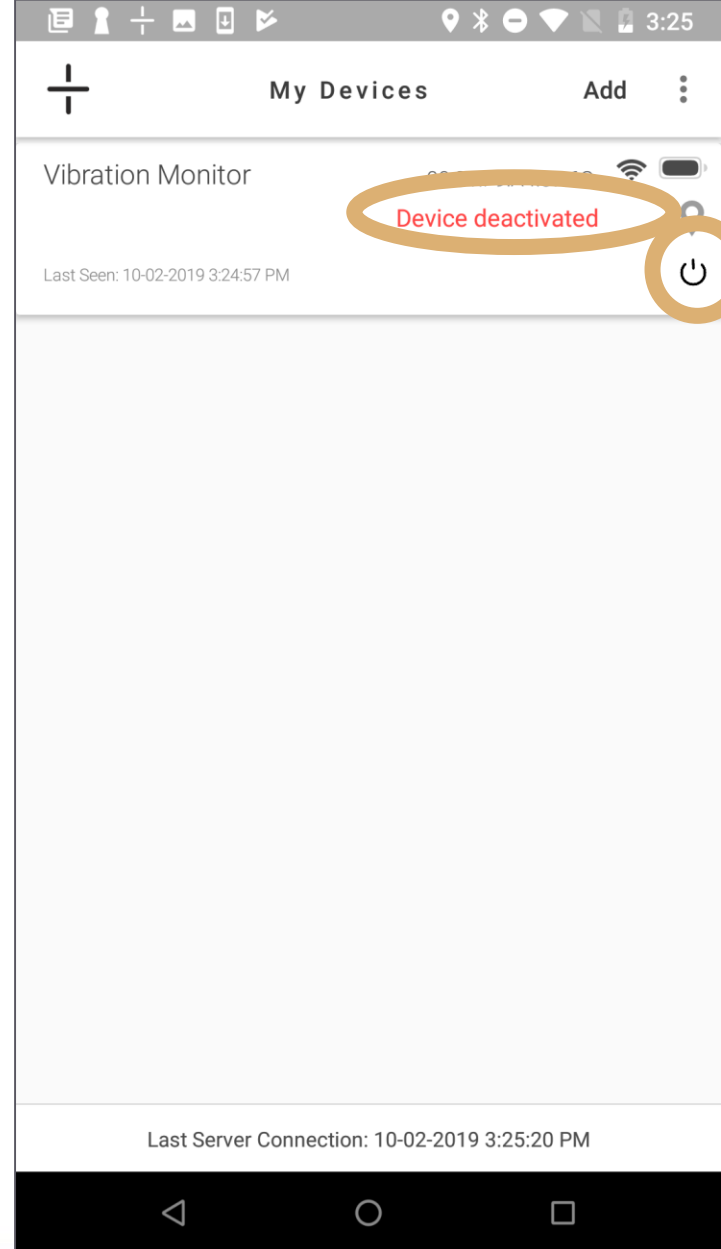 3:25
My Devices
Add
Vibration Monitor
Device deactivated
Last Seen: 10-02-2019 3:24:57 PM
Last Server Connection: 10-02-2019 3:25:20 PM